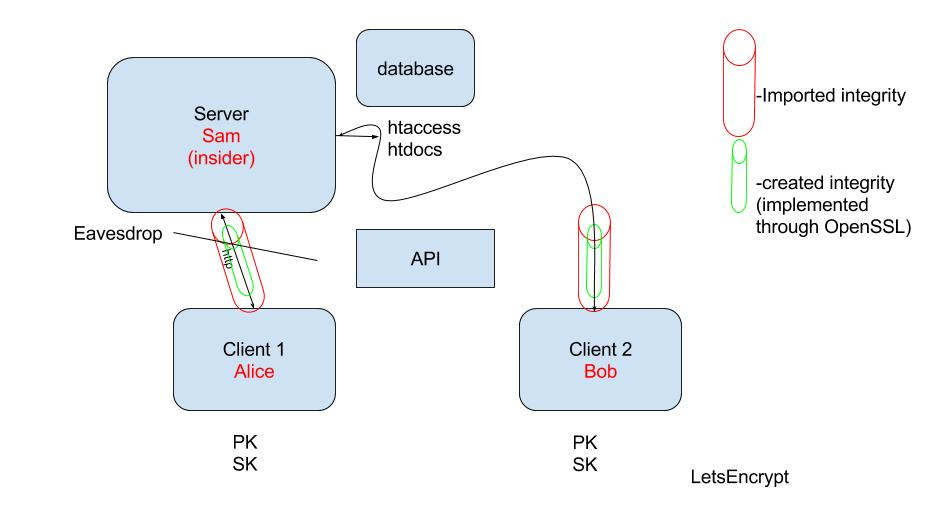 database
Server
Sam
(insider)
htaccess
htdocs
-Imported integrity
-created integrity
(implemented
through OpenSSL)
Eavesdrop
http
API
Client 1
Alice
Client 2
Bob
PK
SK
PK
SK
LetsEncrypt